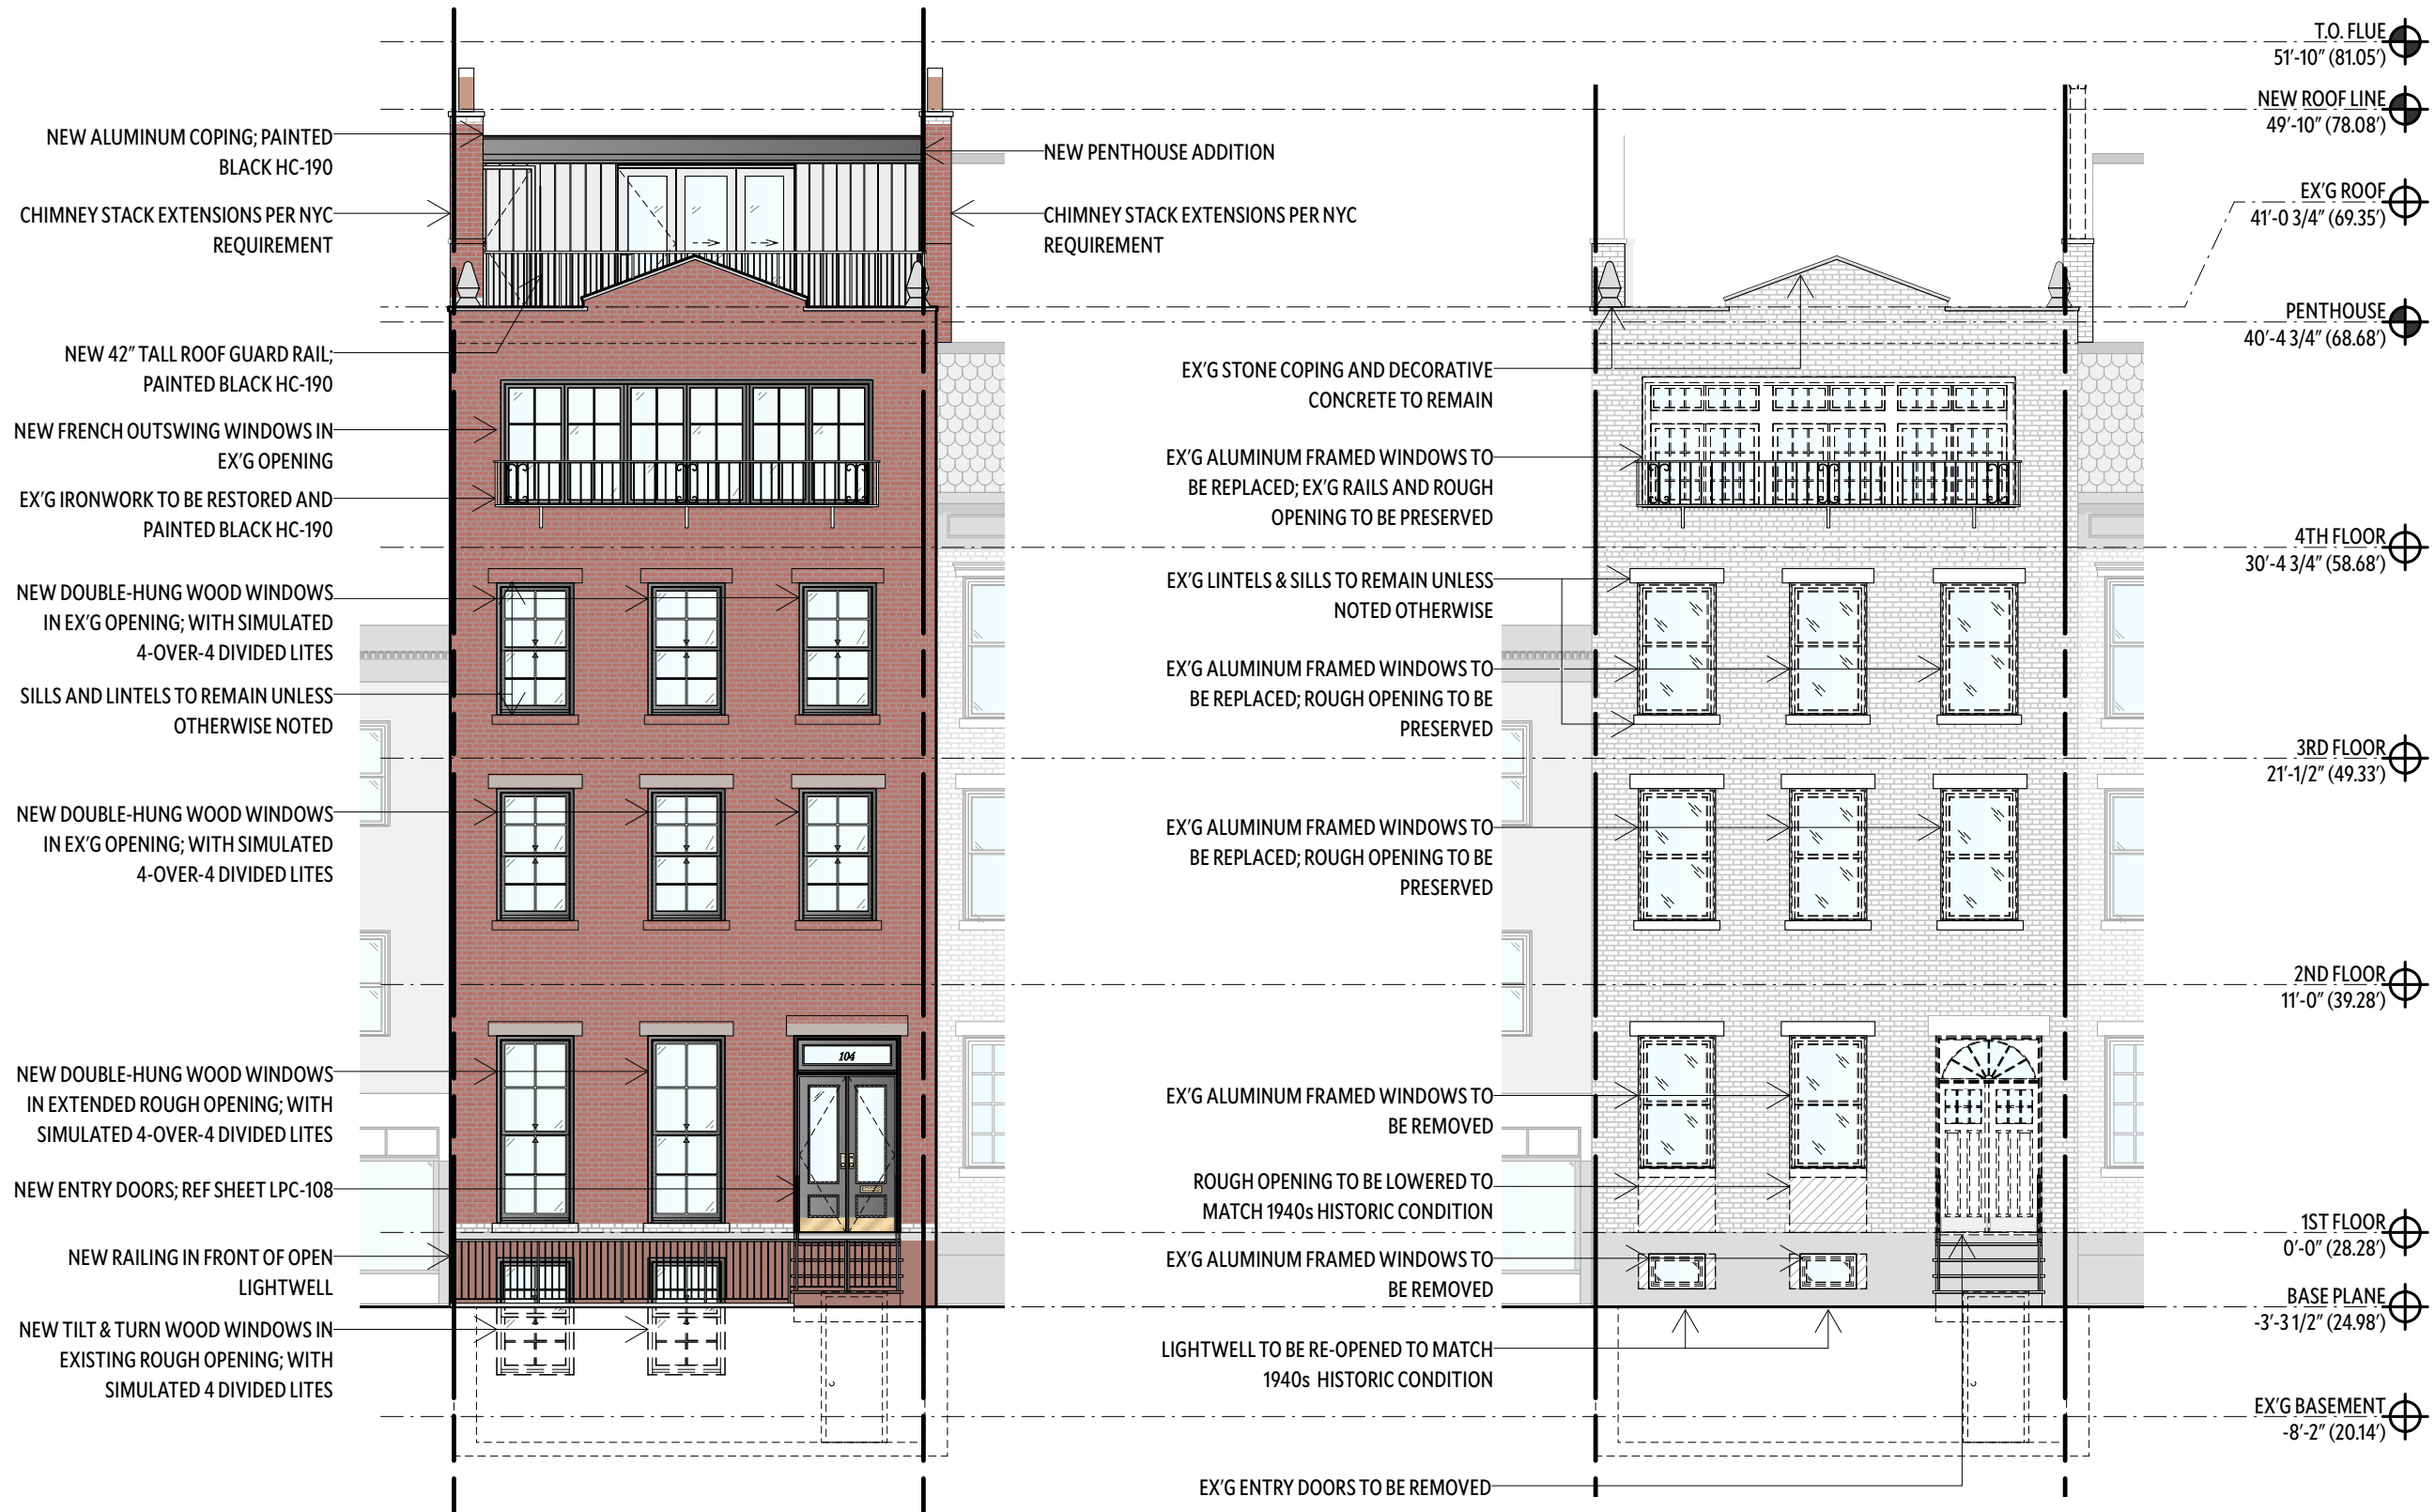 NEW ALUMINUM COPING; PAINTED
BLACK HC-190
CHIMNEY STACK EXTENSIONS PER NYC
REQUIREMENT
NEW 42″ TALL ROOF GUARD RAIL;
PAINTED BLACK HC-190
NEW FRENCH OUTSWING WINDOWS IN
EX'G OPENING
EX'G IRONWORK TO BE RESTORED AND
PAINTED BLACK HC-190
NEW DOUBLE-HUNG WOOD WINDOWS
IN EX'G OPENING; WITH SIMULATED
4-OVER-4 DIVIDED LITES
SILLS AND LINTELS TO REMAIN UNLESS
OTHERWISE NOTED
NEW DOUBLE-HUNG WOOD WINDOWS
IN EX'G OPENING; WITH SIMULATED
4-OVER-4 DIVIDED LITES
NEW DOUBLE-HUNG WOOD WINDOWS
IN EXTENDED ROUGH OPENING; WITH
SIMULATED 4-OVER-4 DIVIDED LITES
NEW ENTRY DOORS; REF SHEET LPC-108
NEW RAILING IN FRONT OF OPEN
LIGHTWELL
NEW TILT & TURN WOOD WINDOWS IN
EXISTING ROUGH OPENING; WITH
SIMULATED 4 DIVIDED LITES
104
NEW PENTHOUSE ADDITION
CHIMNEY STACK EXTENSIONS PER NYC
REQUIREMENT
EX'G STONE COPING AND DECORATIVE
CONCRETE TO REMAIN
EX'G ALUMINUM FRAMED WINDOWS TO
BE REPLACED; EX'G RAILS AND ROUGH
OPENING TO BE PRESERVED
EX'G LINTELS & SILLS TO REMAIN UNLESS
NOTED OTHERWISE
EX'G ALUMINUM FRAMED WINDOWS TO
BE REPLACED; ROUGH OPENING TO BE
PRESERVED
EX'G ALUMINUM FRAMED WINDOWS TO
BE REPLACED; ROUGH OPENING TO BE
PRESERVED
EX'G ALUMINUM FRAMED WINDOWS TO
BE REMOVED
ROUGH OPENING TO BE LOWERED TO
MATCH 1940s HISTORIC CONDITION
EX'G ALUMINUM FRAMED WINDOWS TO
BE REMOVED
LIGHTWELL TO BE RE-OPENED TO MATCH
1940s HISTORIC CONDITION
EX'G ENTRY DOORS TO BE REMOVED
T.O. FLUE
51'-10″ (81.05')
NEW ROOF LINE
49'-10″ (78.08')
EX'G ROOF
41'-0 3/4″ (69.35')
PENTHOUSE
40'-4 3/4″ (68.68')
4TH FLOOR
30'-4 3/4″ (58.68')
3RD FLOOR
21'-1/2″ (49.33')
2ND FLOOR
11'-0″ (39.28')
1ST FLOOR
0'-0″ (28.28')
BASE PLANE
-3'-3 1/2″ (24.98')
EX'G BASEMENT
-8'-2″ (20.14')